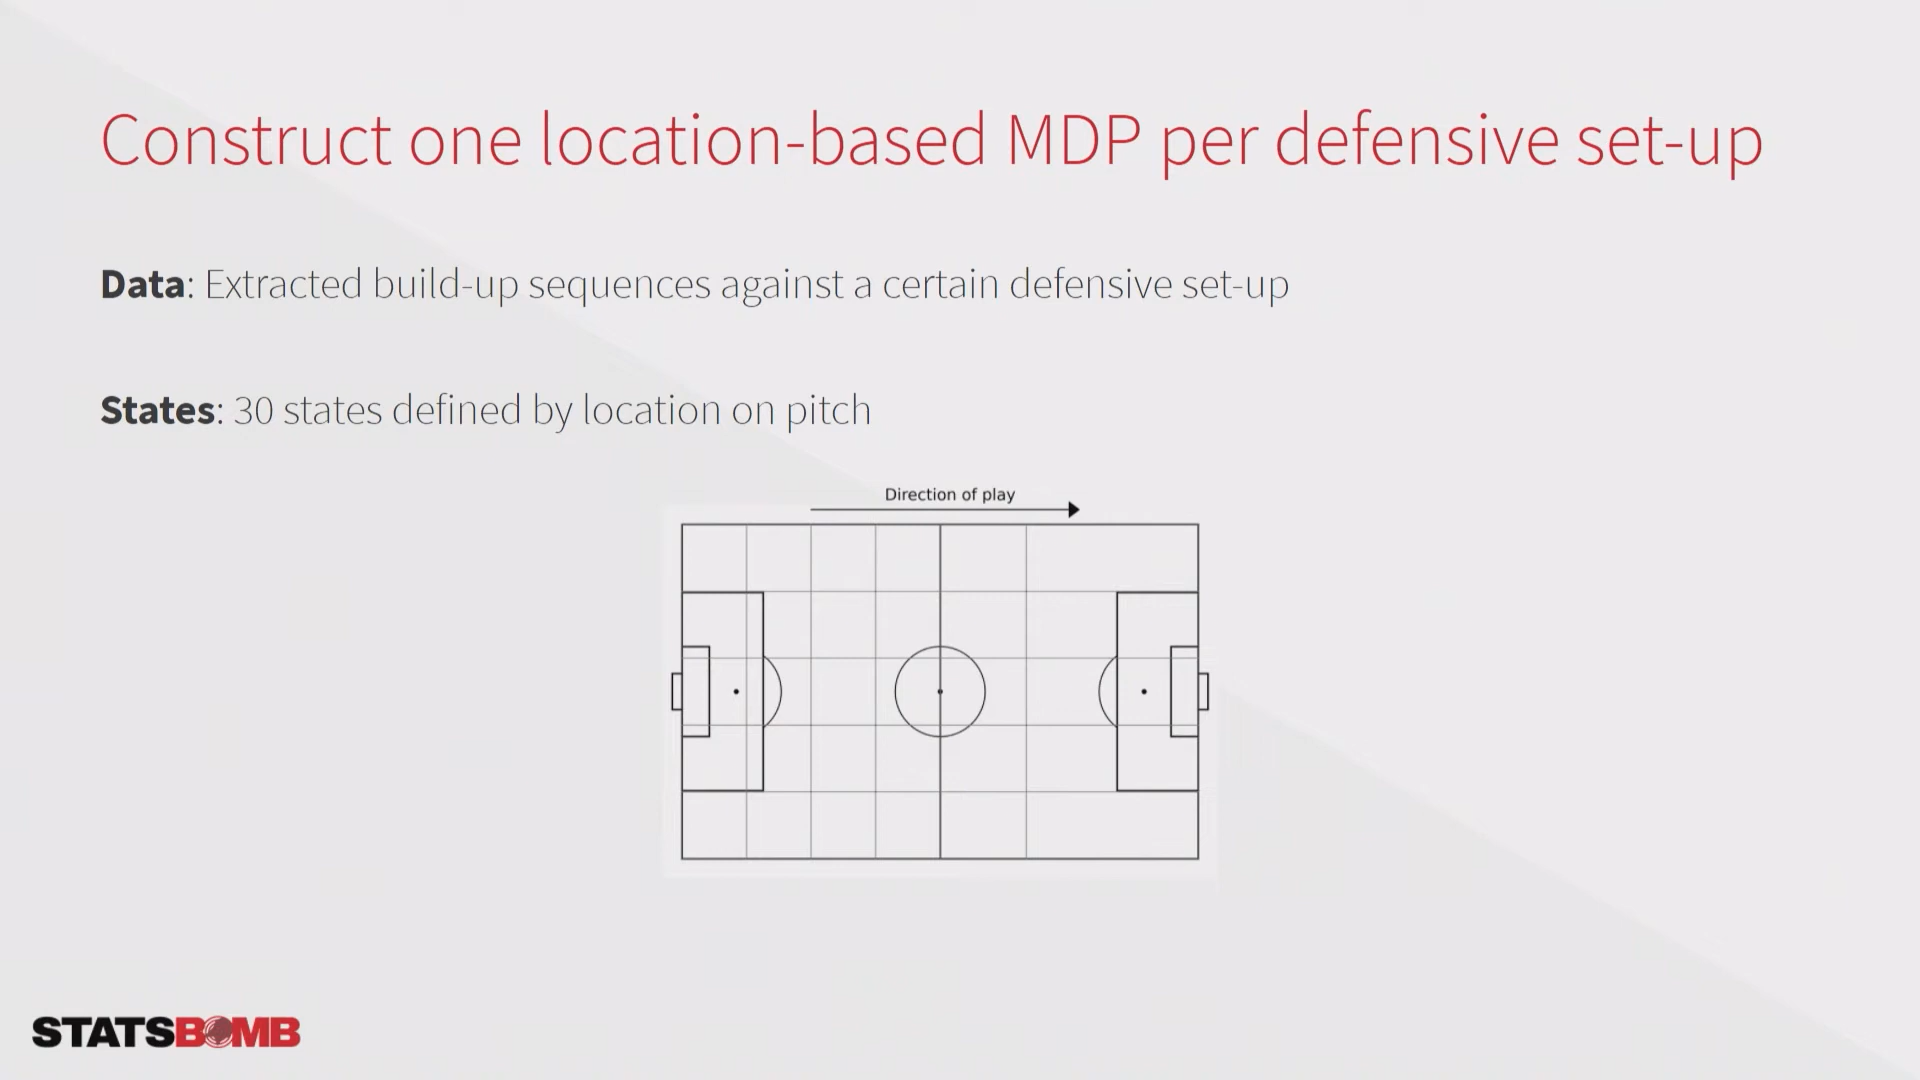 Construct one location-based MDP per defensive set-up
Data: Extracted build-up sequences against a certain defensive set-up
States: 30 states defined by location on pitch
Direction of play
STATSBOMB